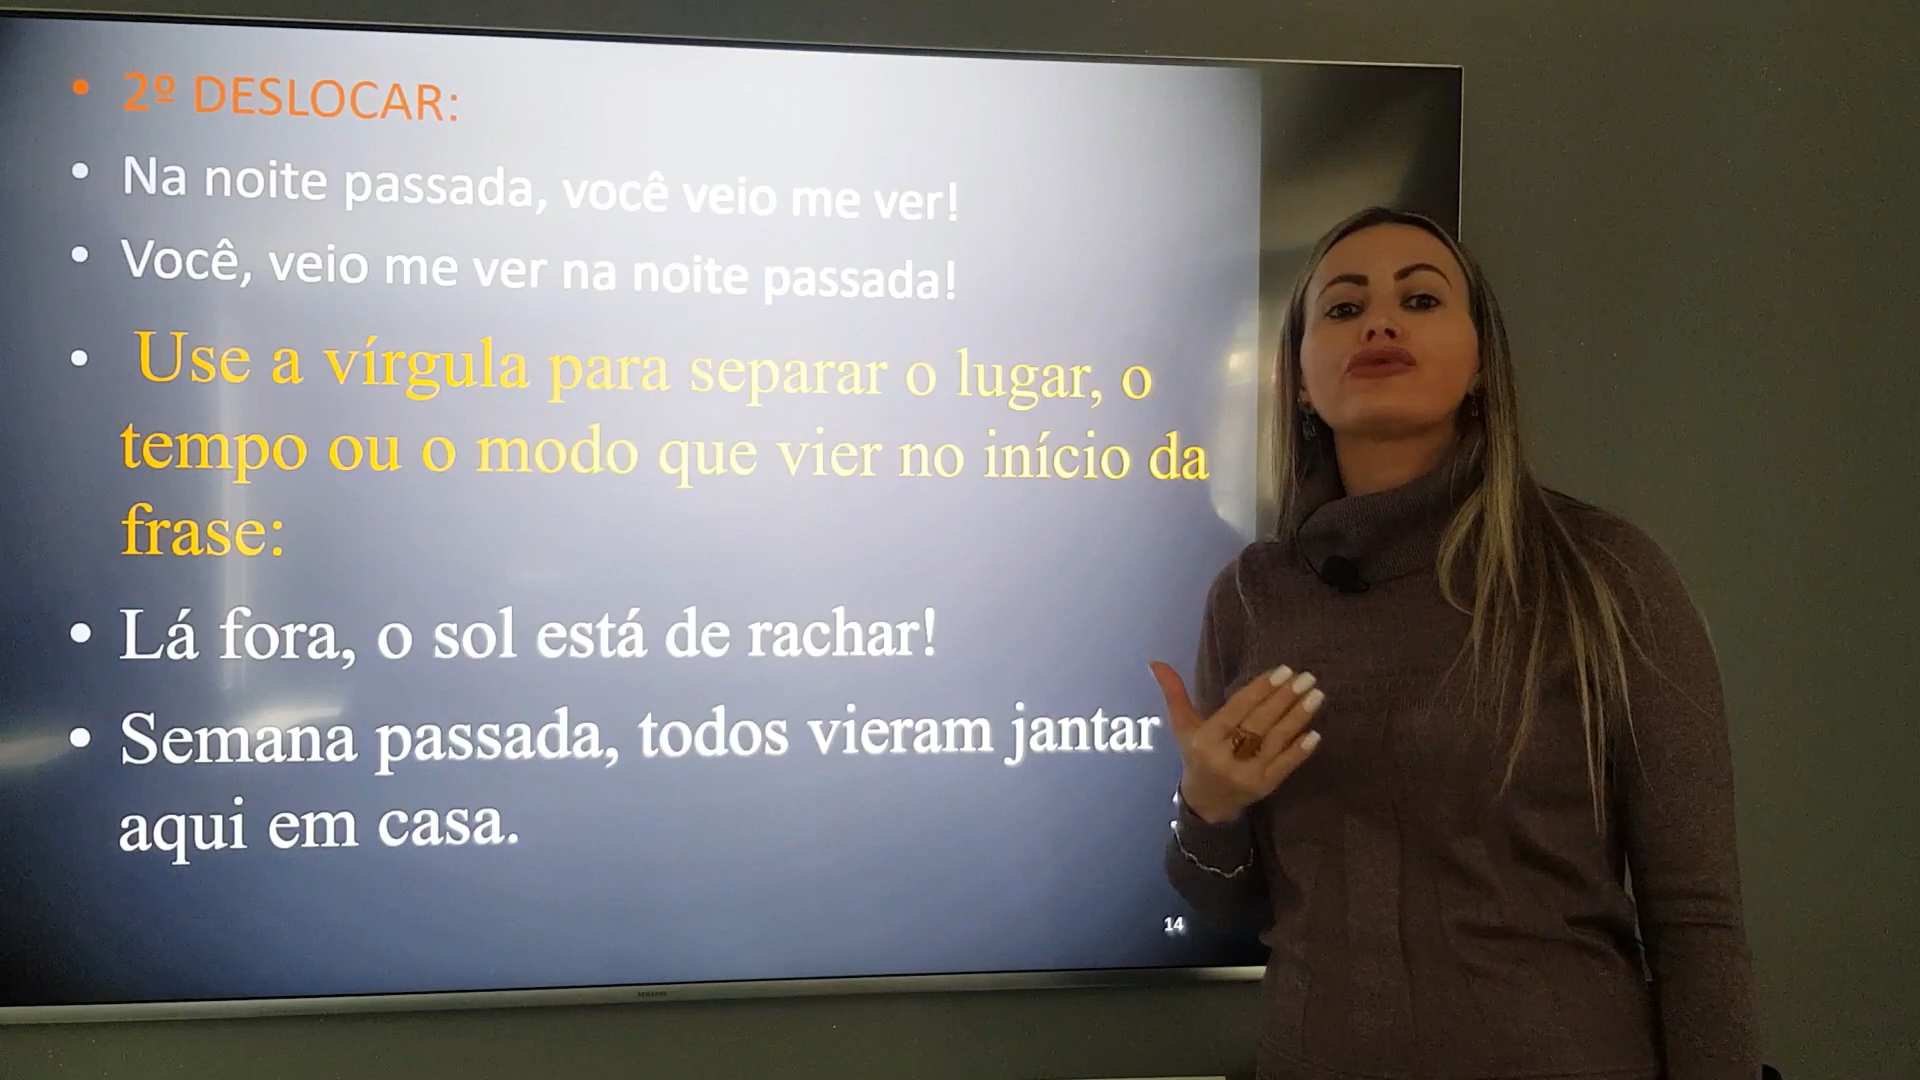 • 2º DESLOCAR:
• Na noite passada, você veio me ver!
• Você, veio me ver na noite passada!
• Use a vírgula para separar o lugar, o
tempo ou o modo que vier no início da
frase:
• Lá fora, o sol está de rachar!
• Semana passada, todos vieram jantar
aqui em casa.
14